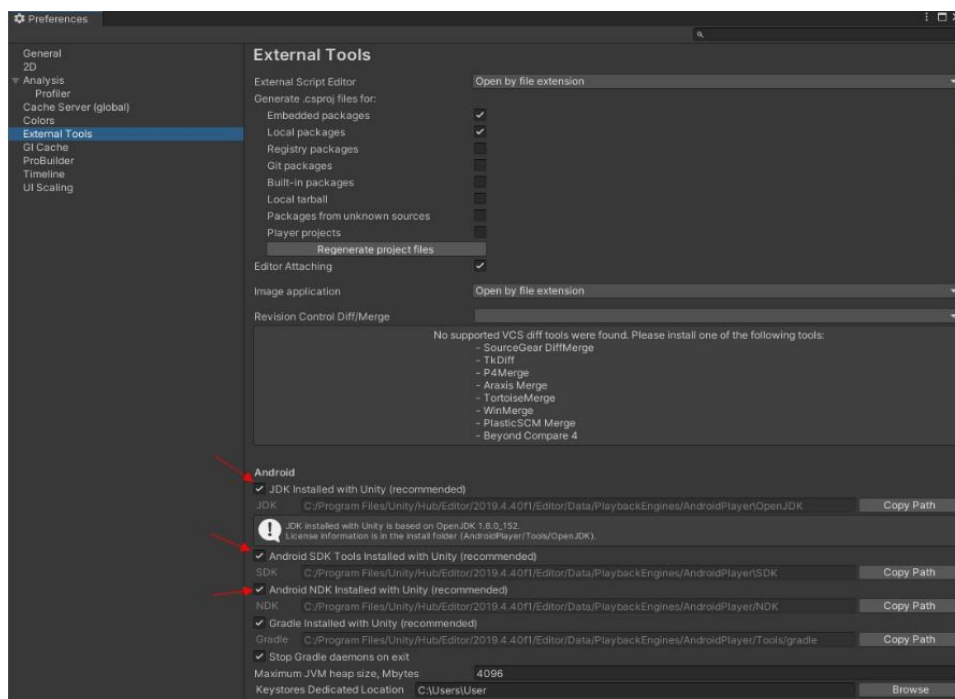 Preferences
General
2D
Analysis
Profiler
Cache Server (global)
Colors
External Tools
GI Cache
ProBuilder
Timeline
UI Scaling
External Tools
External Script Editor Open by file extension
Generate .csproj files for:
Embedded packages
Local packages
Registry packages
Git packages
Built-in packages
Local tarball
Packages from unknown sources
Player projects
Regenerate project files
Editor Attaching
Image application Open by file extension
Revision Control Diff/Merge
No supported VCS diff tools were found. Please install one of the following tools:
- SourceGear DiffMerge
- TkDiff
- P4Merge
- Araxis Merge
- TortoiseMerge
- WinMerge
- PlasticSCM Merge
- Beyond Compare 4
Android
JDK Installed with Unity (recommended)
JDK C:/Program Files/Unity/Hub/Editor/2019.4.40f1/Editor/Data/PlaybackEngines/AndroidPlayer\OpenJDK Copy Path
JDK installed with Unity is based on OpenJDK 1.8.0_152.
License information is in the install folder (AndroidPlayer/Tools/OpenJDK).
Android SDK Tools Installed with Unity (recommended)
SDK C:/Program Files/Unity/Hub/Editor/2019.4.40f1/Editor/Data/PlaybackEngines/AndroidPlayer\SDK Copy Path
Android NDK Installed with Unity (recommended)
NDK C:/Program Files/Unity/Hub/Editor/2019.4.40f1/Editor/Data/PlaybackEngines/AndroidPlayer/NDK Copy Path
Gradle Installed with Unity (recommended)
Gradle C:/Program Files/Unity/Hub/Editor/2019.4.40f1/Editor/Data/PlaybackEngines/AndroidPlayer/Tools/gradle Copy Path
Stop Gradle daemons on exit
Maximum JVM heap size, Mbytes 4096
Keystores Dedicated Location C:\Users\User Browse